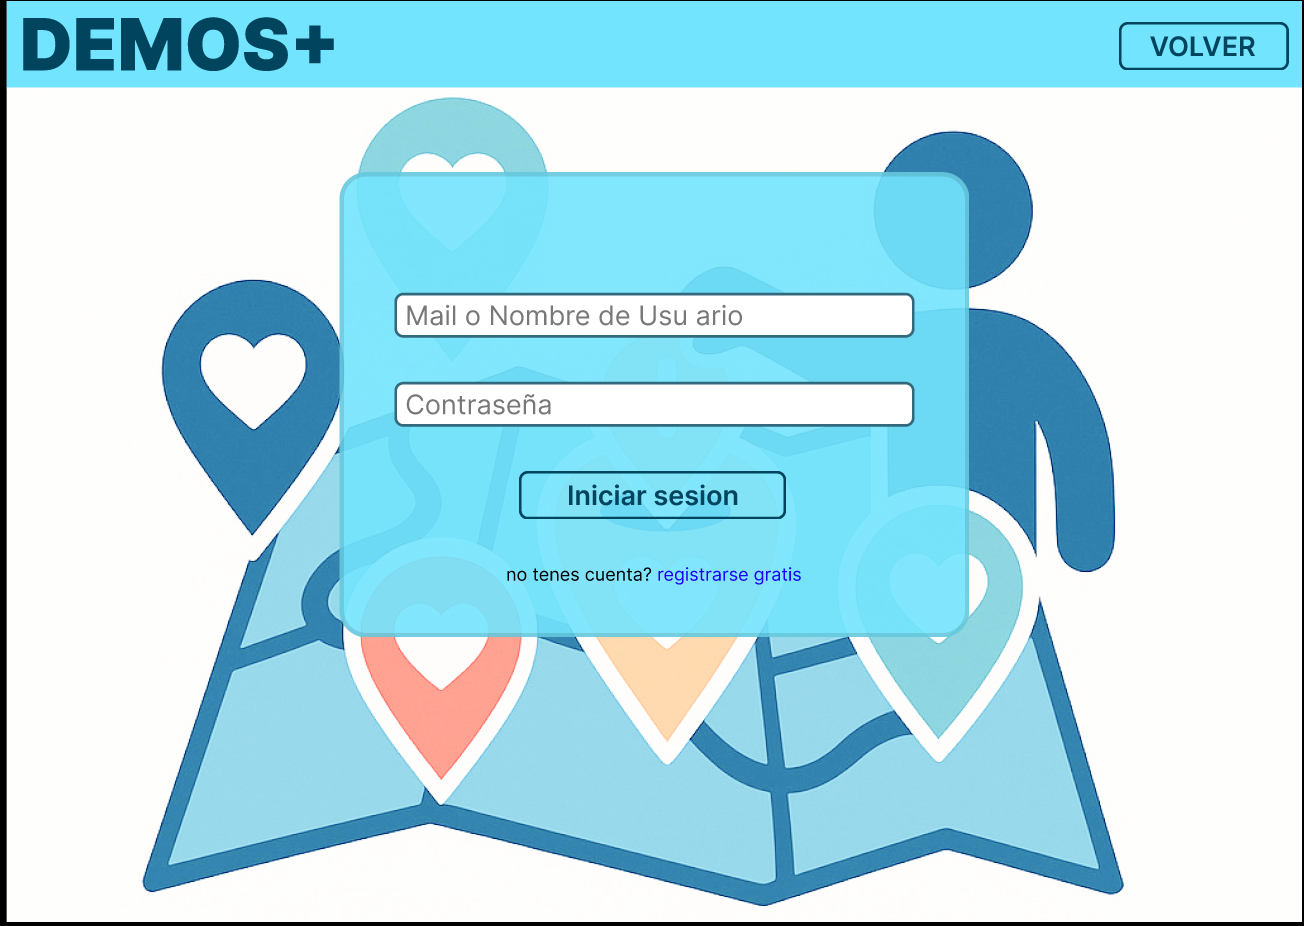 DEMOS+
VOLVER
Mail o Nombre de Usu ario
Contraseña
Iniciar sesion
no tenes cuenta? registrarse gratis